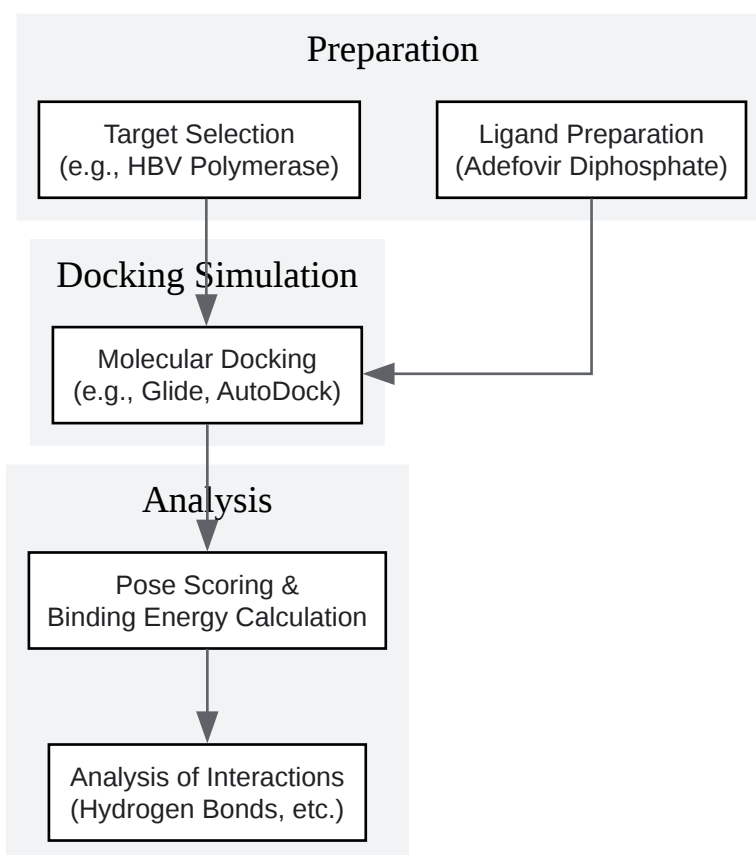 Preparation
Target Selection
(e.g., HBV Polymerase)
Ligand Preparation
(Adefovir Diphosphate)
Docking Simulation
Molecular Docking
(e.g., Glide, AutoDock)
Analysis
Pose Scoring &
Binding Energy Calculation
Analysis of Interactions
(Hydrogen Bonds, etc.)